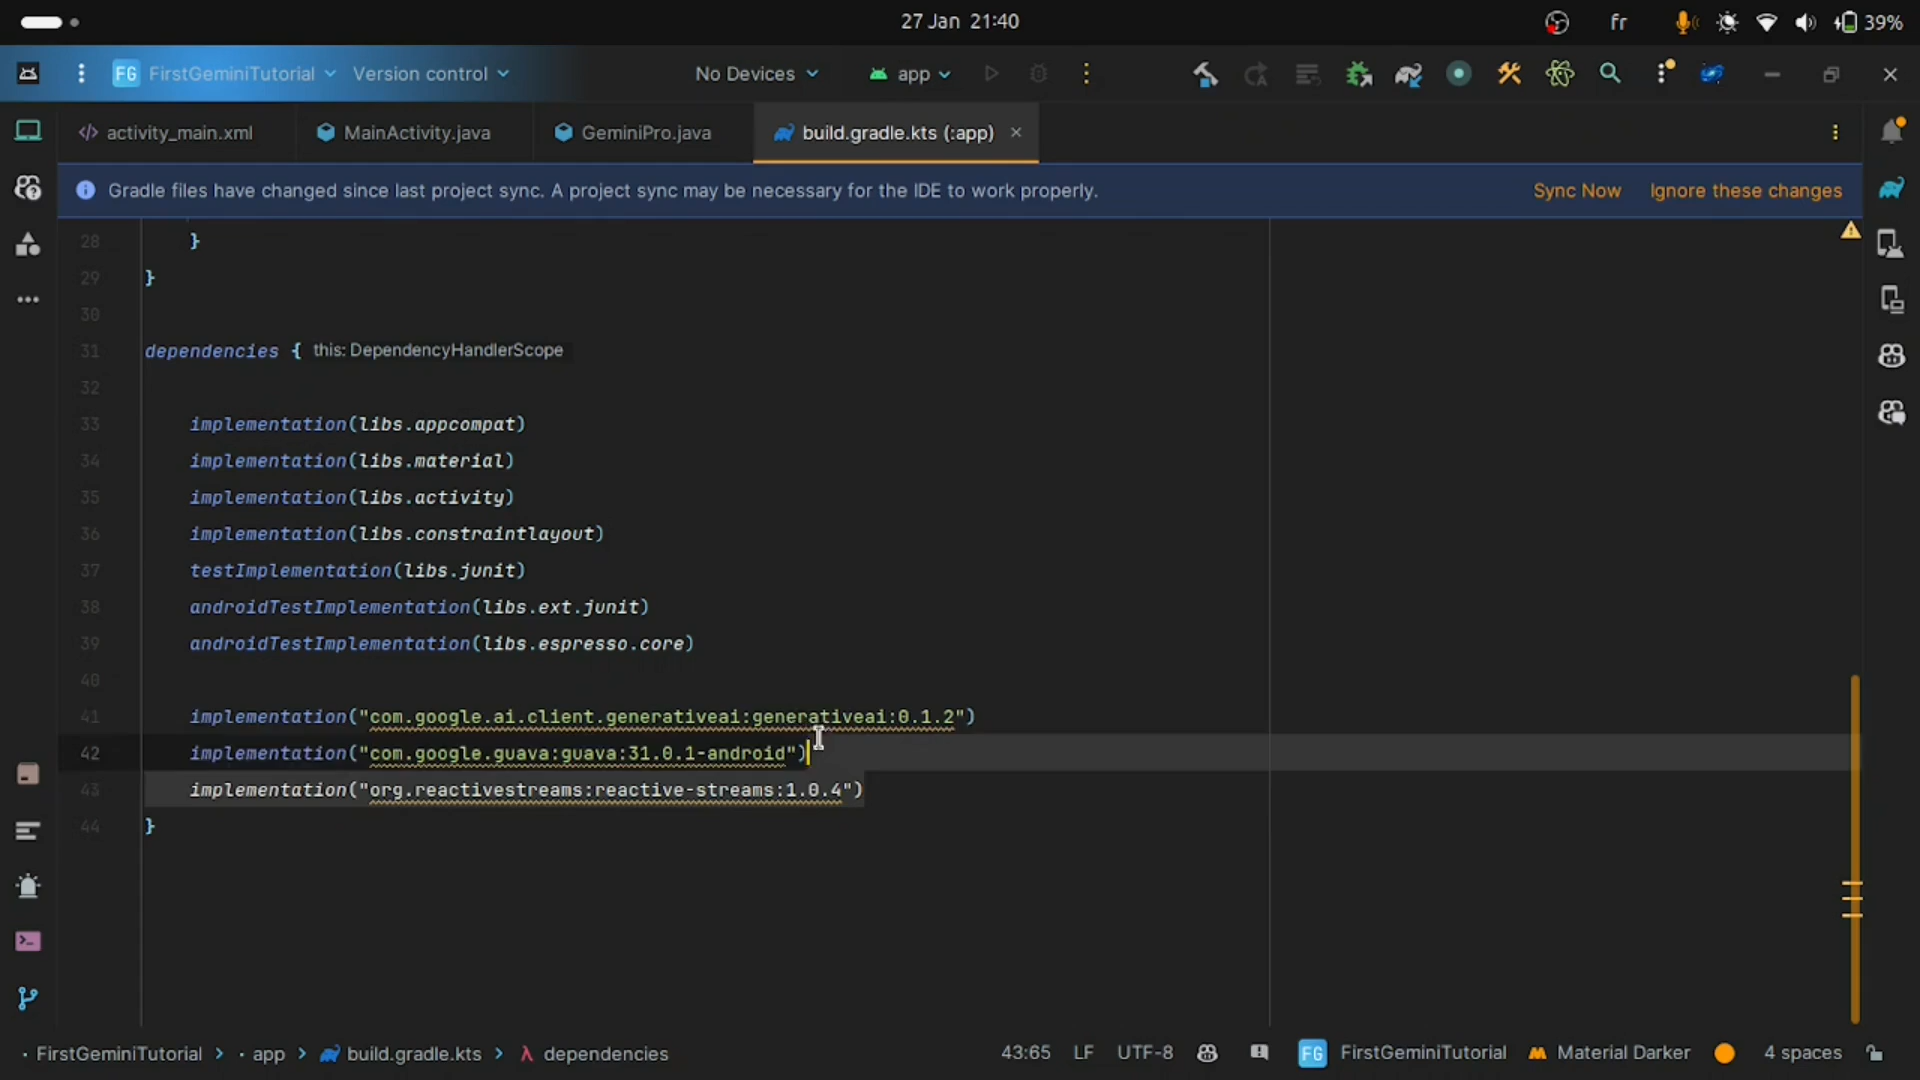 27 Jan 21:40
fr
39%
FG FirstGeminiTutorial Version control
No Devices
app
activity_main.xml
MainActivity.java
GeminiPro.java
build.gradle.kts (:app)
Gradle files have changed since last project sync. A project sync may be necessary for the IDE to work properly.
Sync Now Ignore these changes
28 }
29 }
30
31 dependencies { this: DependencyHandlerScope
32
33 implementation(libs.appcompat)
34 implementation(libs.material)
35 implementation(libs.activity)
36 implementation(libs.constraintlayout)
37 testImplementation(libs.junit)
38 androidTestImplementation(libs.ext.junit)
39 androidTestImplementation(libs.espresso.core)
40
41 implementation("com.google.ai.client.generativeai:generativeai:0.1.2")
42 implementation("com.google.guava:guava:31.0.1-android")
43 implementation("org.reactivestreams:reactive-streams:1.0.4")
44 }
FirstGeminiTutorial > app > build.gradle.kts > λ dependencies
43:65 LF UTF-8 FG FirstGeminiTutorial Material Darker 4 spaces